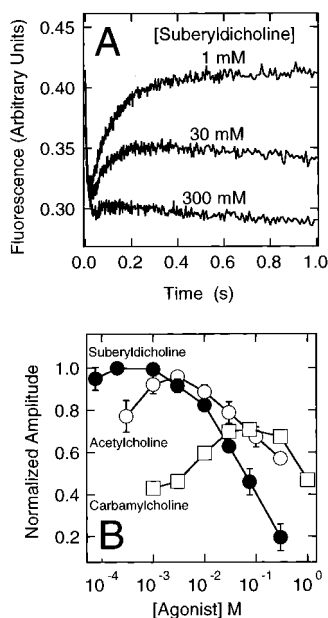 A
[Suberyldicholine]
1 mM
30 mM
300 mM
Fluorescence (Arbitrary Units)
0.40
0.35
0.30
0.0 0.2 0.4 0.6 0.8 1.0
Time (s)
B
Suberyldicholine
Acetylcholine
Carbamylcholine
Normalized Amplitude
1.0
0.8
0.6
0.4
0.2
10⁻⁴ 10⁻³ 10⁻² 10⁻¹ 10⁰
[Agonist] M